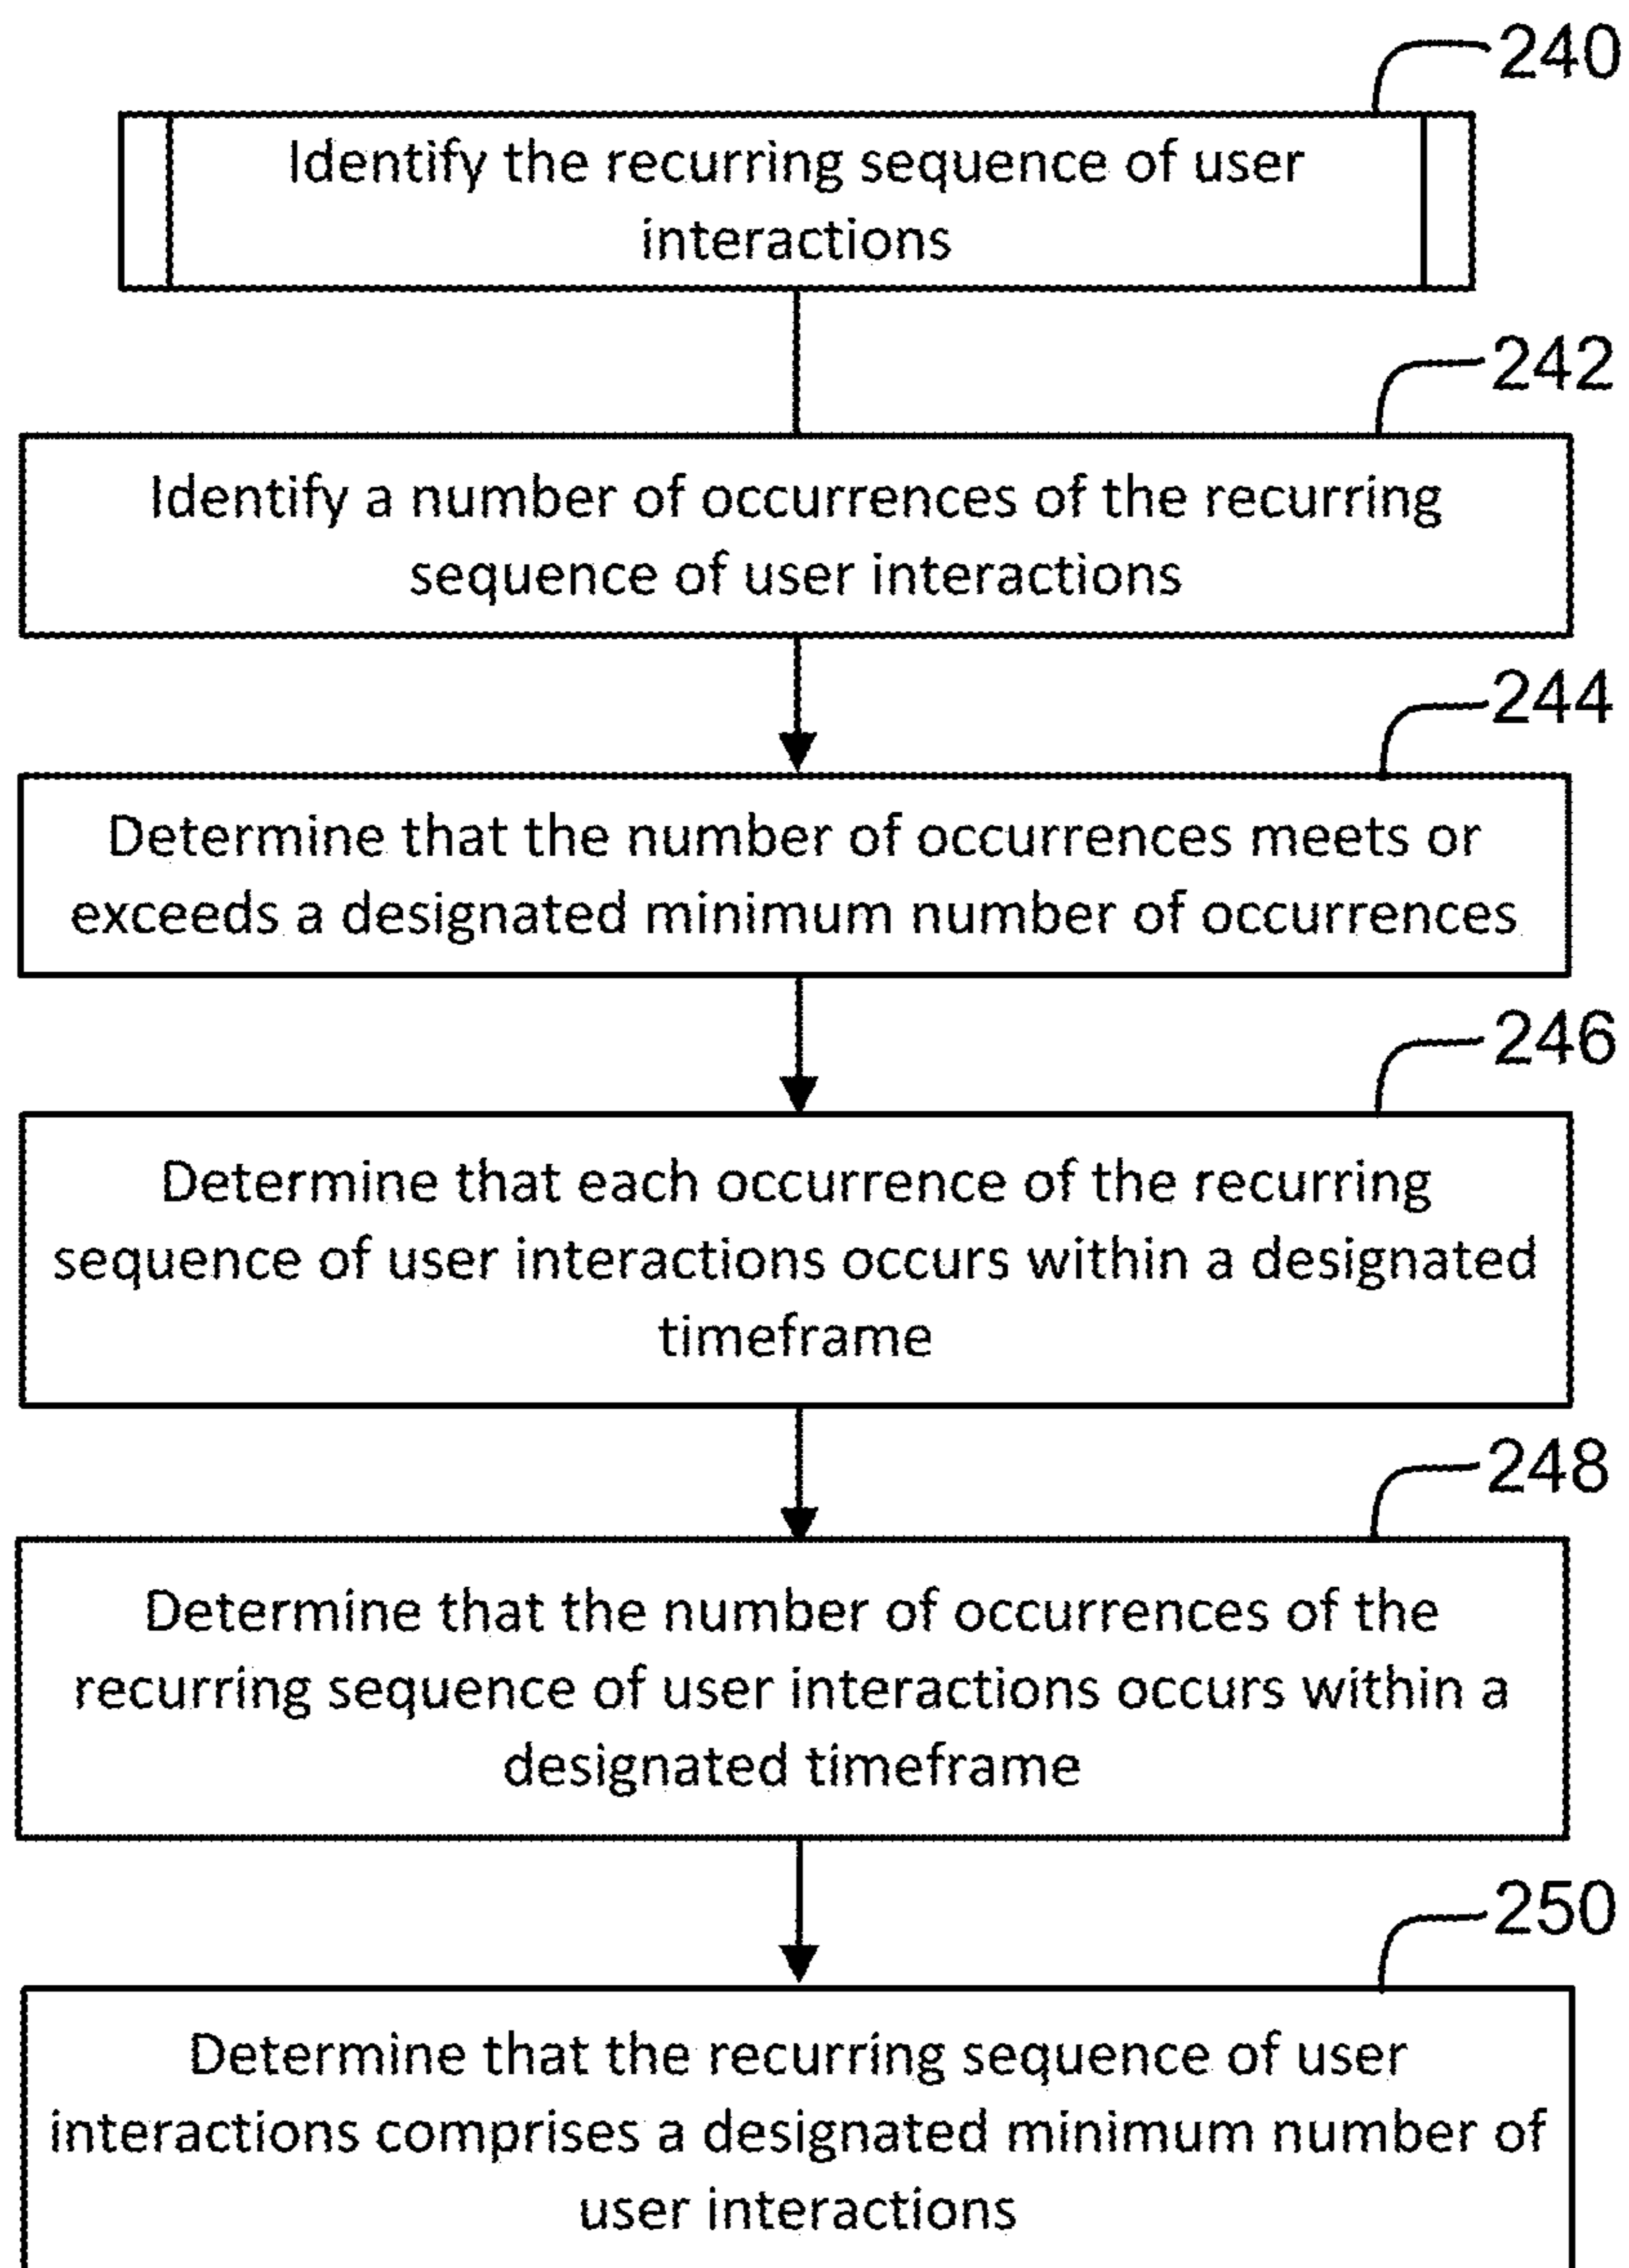 240
Identify the recurring sequence of user
interactions
242
Identify a number of occurrences of the recurring
sequence of user interactions
244
Determine that the number of occurrences meets or
exceeds a designated minimum number of occurrences
246
Determine that each occurrence of the recurring
sequence of user interactions occurs within a designated
timeframe
248
Determine that the number of occurrences of the
recurring sequence of user interactions occurs within a
designated timeframe
250
Determine that the recurring sequence of user
interactions comprises a designated minimum number of
user interactions